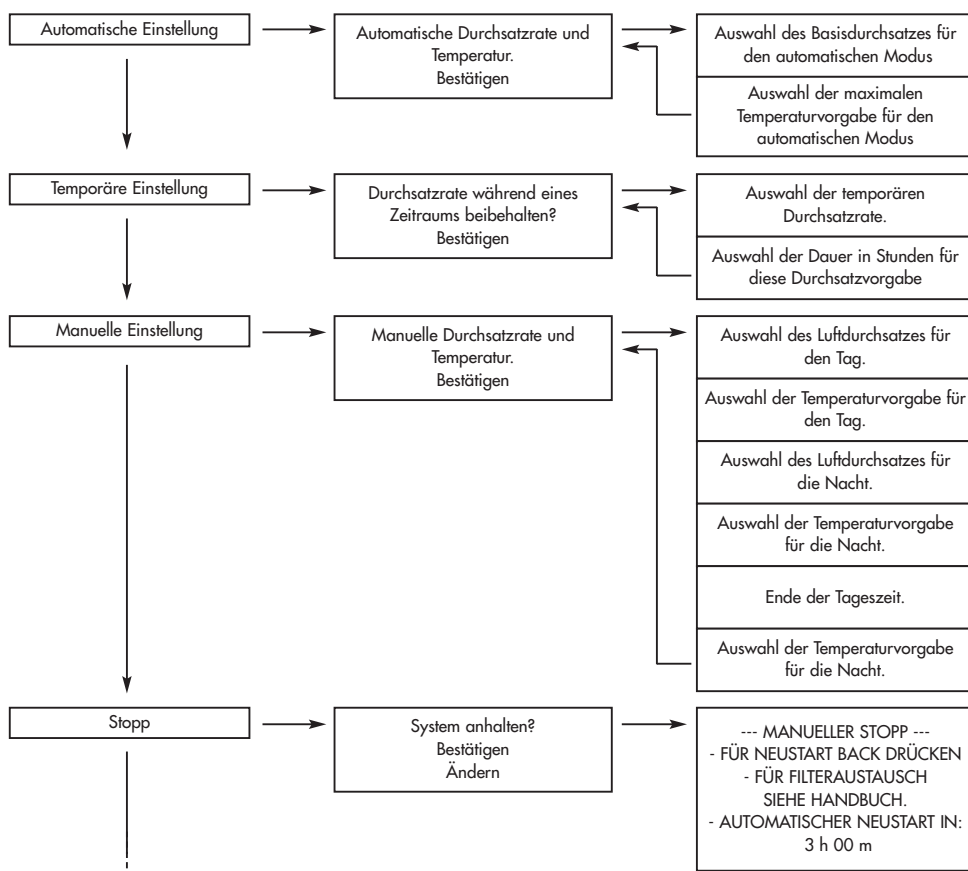 Automatische Einstellung
Automatische Durchsatzrate und
Temperatur.
Bestätigen
Auswahl des Basisdurchsatzes für
den automatischen Modus
Auswahl der maximalen
Temperaturvorgabe für den
automatischen Modus
Temporäre Einstellung
Durchsatzrate während eines
Zeitraums beibehalten?
Bestätigen
Auswahl der temporären
Durchsatzrate.
Auswahl der Dauer in Stunden für
diese Durchsatzvorgabe
Manuelle Einstellung
Manuelle Durchsatzrate und
Temperatur.
Bestätigen
Auswahl des Luftdurchsatzes für
den Tag.
Auswahl der Temperaturvorgabe für
den Tag.
Auswahl des Luftdurchsatzes für
die Nacht.
Auswahl der Temperaturvorgabe
für die Nacht.
Ende der Tageszeit.
Auswahl der Temperaturvorgabe
für die Nacht.
Stopp
System anhalten?
Bestätigen
Ändern
--- MANUELLER STOPP ---
- FÜR NEUSTART BACK DRÜCKEN
- FÜR FILTERAUSTAUSCH
SIEHE HANDBUCH.
- AUTOMATISCHER NEUSTART IN:
3 h 00 m